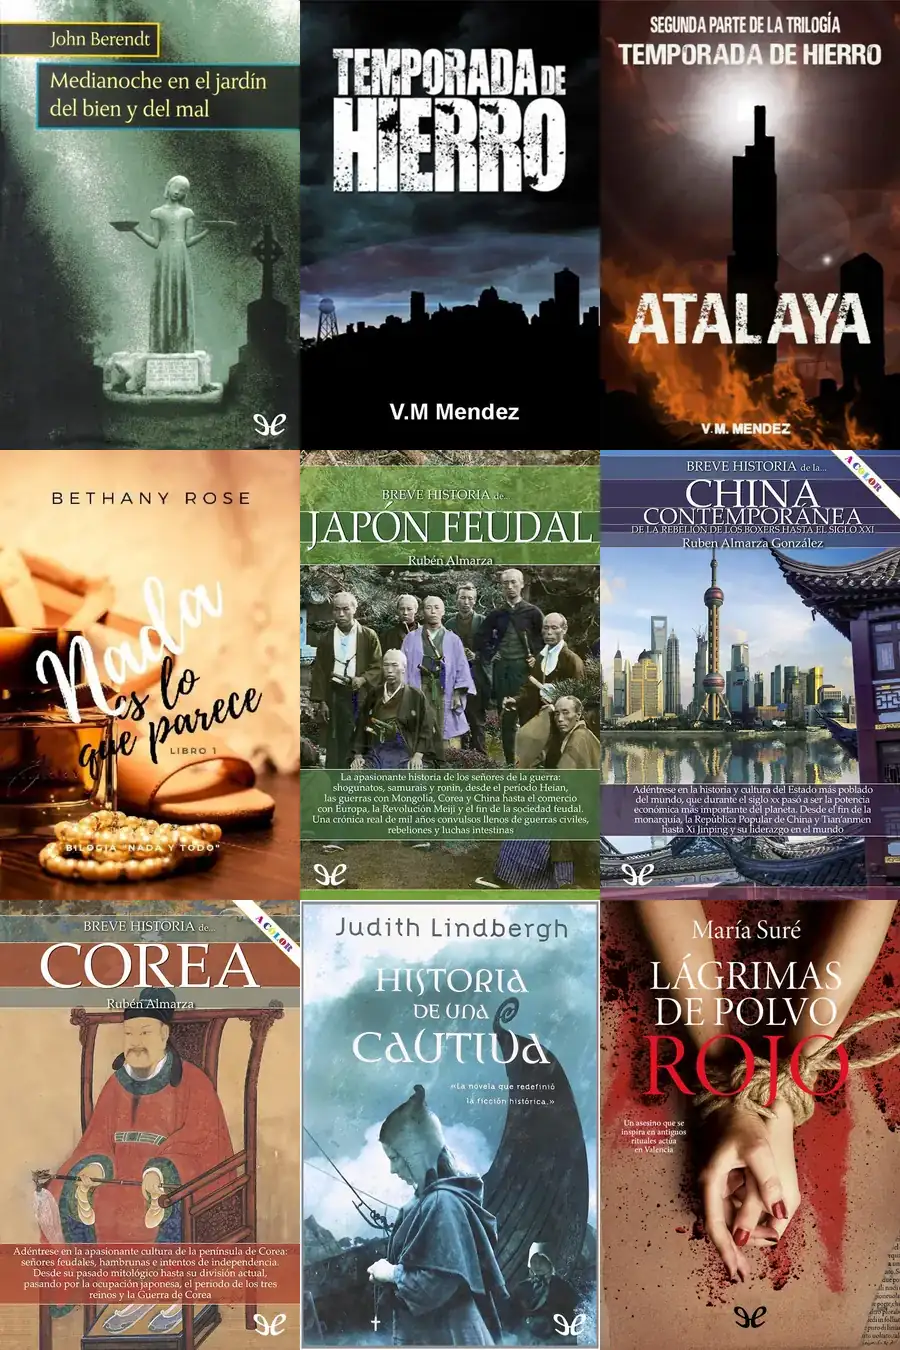 John Berendt
Medianoche en el jardín
del bien y del mal
TEMPORADA DE
HIERRO
V.M Mendez
SEGUNDA PARTE DE LA TRILOGÍA
TEMPORADA DE HIERRO
ATALAYA
V.M. MENDEZ
BETHANY ROSE
Nada
es lo
que parece
LIBRO 1
BILOGIA "NADA Y TODO"
BREVE HISTORIA de...
JAPÓN FEUDAL
Rubén Almarza
La apasionante historia de los señores de la guerra:
shogunatos, samurais y ronin, desde el período Heian,
las guerras con Mongolia, Corea y China hasta el comercio
con Europa, la Revolución Meiji y el fin de la sociedad feudal.
Una crónica real de mil años convulsos llenos de guerras civiles,
rebeliones y luchas intestinas
BREVE HISTORIA de la...
A COLOR
CHINA
CONTEMPORÁNEA
DE LA REBELIÓN DE LOS BOXERS HASTA EL SIGLO XXI
Ruben Almarza González
Adéntrese en la historia y cultura del Estado más poblado
del mundo, que durante el siglo xx pasó a ser la potencia
económica más importante del planeta. Desde el fin de la
monarquía, la República Popular de China y Tian'anmen
hasta Xi Jinping y su liderazgo en el mundo
BREVE HISTORIA de...
A COLOR
COREA
Rubén Almarza
Adéntrese en la apasionante cultura de la península de Corea:
señores feudales, hambrunas e intentos de independencia.
Desde su pasado mitológico hasta su división actual,
pasando por la ocupación japonesa, el periodo de los tres
reinos y la Guerra de Corea
Judith Lindbergh
HISTORIA
DE UNA
CAUTIVA
«La novela que redefinió
la ficción histórica.»
María Suré
LÁGRIMAS
DE POLVO
ROJO
Un asesino que se
inspira en antiguos
rituales actúa
en Valencia